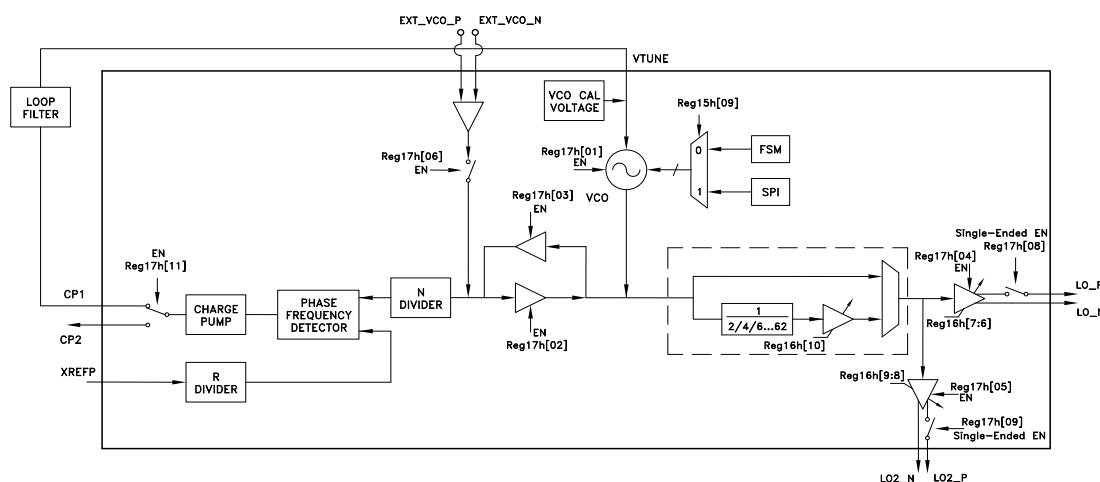 EXT_VCO_P
EXT_VCO_N
VTUNE
LOOP
FILTER
VCO CAL
VOLTAGE
Reg15h[09]
0
FSM
Reg17h[06]
EN
Reg17h[01]
EN
VCO
1
SPI
Reg17h[03]
EN
Single-Ended EN
Reg17h[08]
EN
Reg17h[11]
Reg17h[04]
EN
CP1
CHARGE
PUMP
PHASE
FREQUENCY
DETECTOR
N
DIVIDER
LO_P
LO_N
1
2/4/6...62
Reg16h[7:6]
CP2
EN
Reg17h[02]
Reg16h[10]
XREFP
R
DIVIDER
Reg16h[9:8]
Reg17h[05]
EN
Reg17h[09]
Single-Ended EN
LO2_N
LO2_P